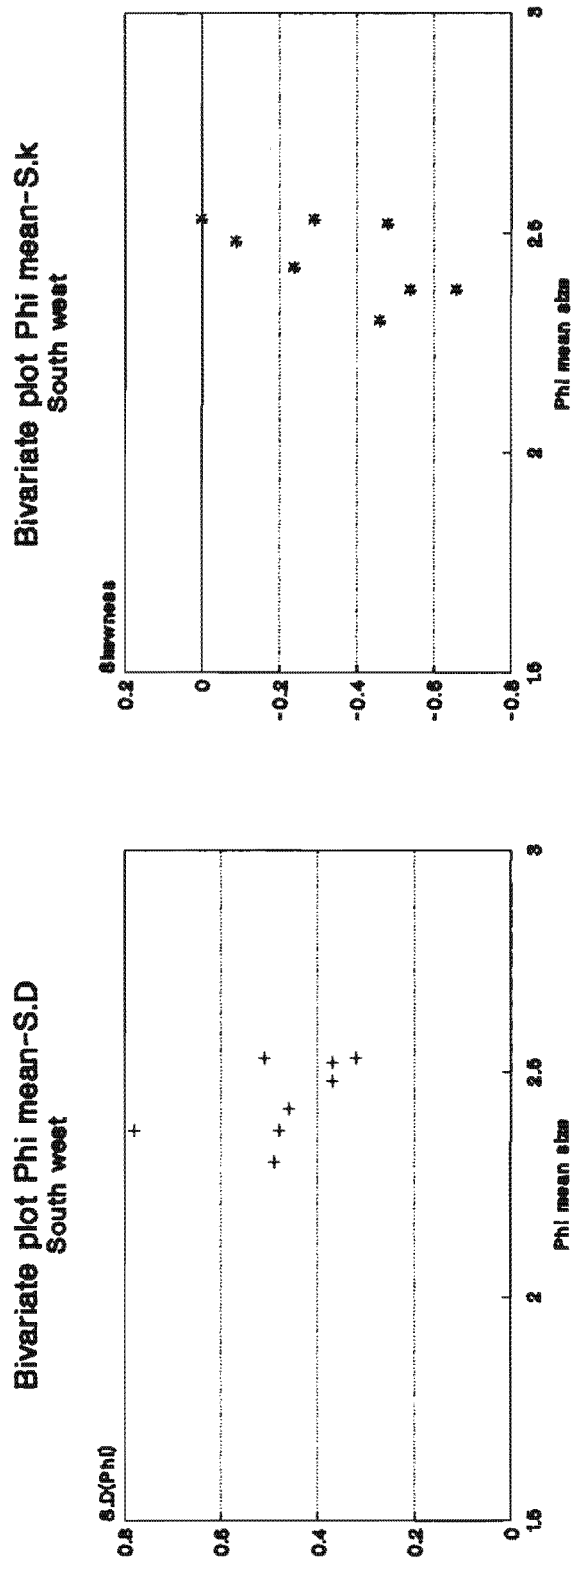 Bivariate plot Phi mean-S.D
South west
S.D(Phi)
0.8
0.6
0.4
0.2
0
1.5
2
2.5
3
Phi mean size
Bivariate plot Phi mean-S.k
South west
Skewness
0.2
0
-0.2
-0.4
-0.6
-0.8
1.5
2
2.5
3
Phi mean size